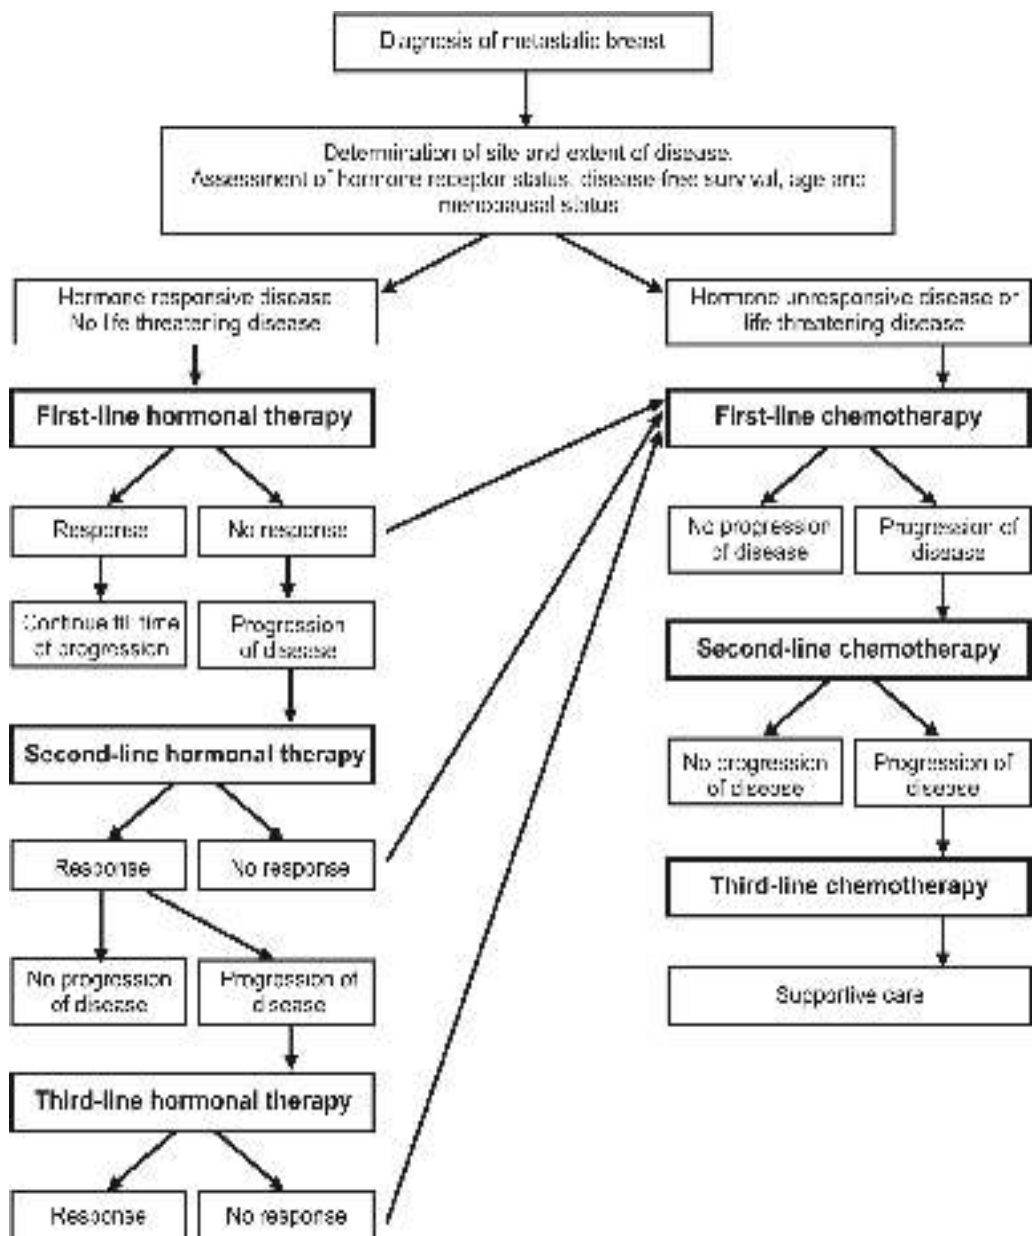 Diagnosis of metastatic breast
Determination of site and extent of disease.
Assessment of hormone receptor status, disease free survival, age and
menopausal status
Hormone responsive disease
No life threatening disease
Hormone unresponsive disease or
life threatening disease
First-line hormonal therapy
First-line chemotherapy
Response
No response
No progression
of disease
Progression of
disease
Continue till time
of progression
Progression
of disease
Second-line chemotherapy
Second-line hormonal therapy
No progression
of disease
Progression of
disease
Response
No response
Third-line chemotherapy
No progression
of disease
Progression of
disease
Supportive care
Third-line hormonal therapy
Response
No response